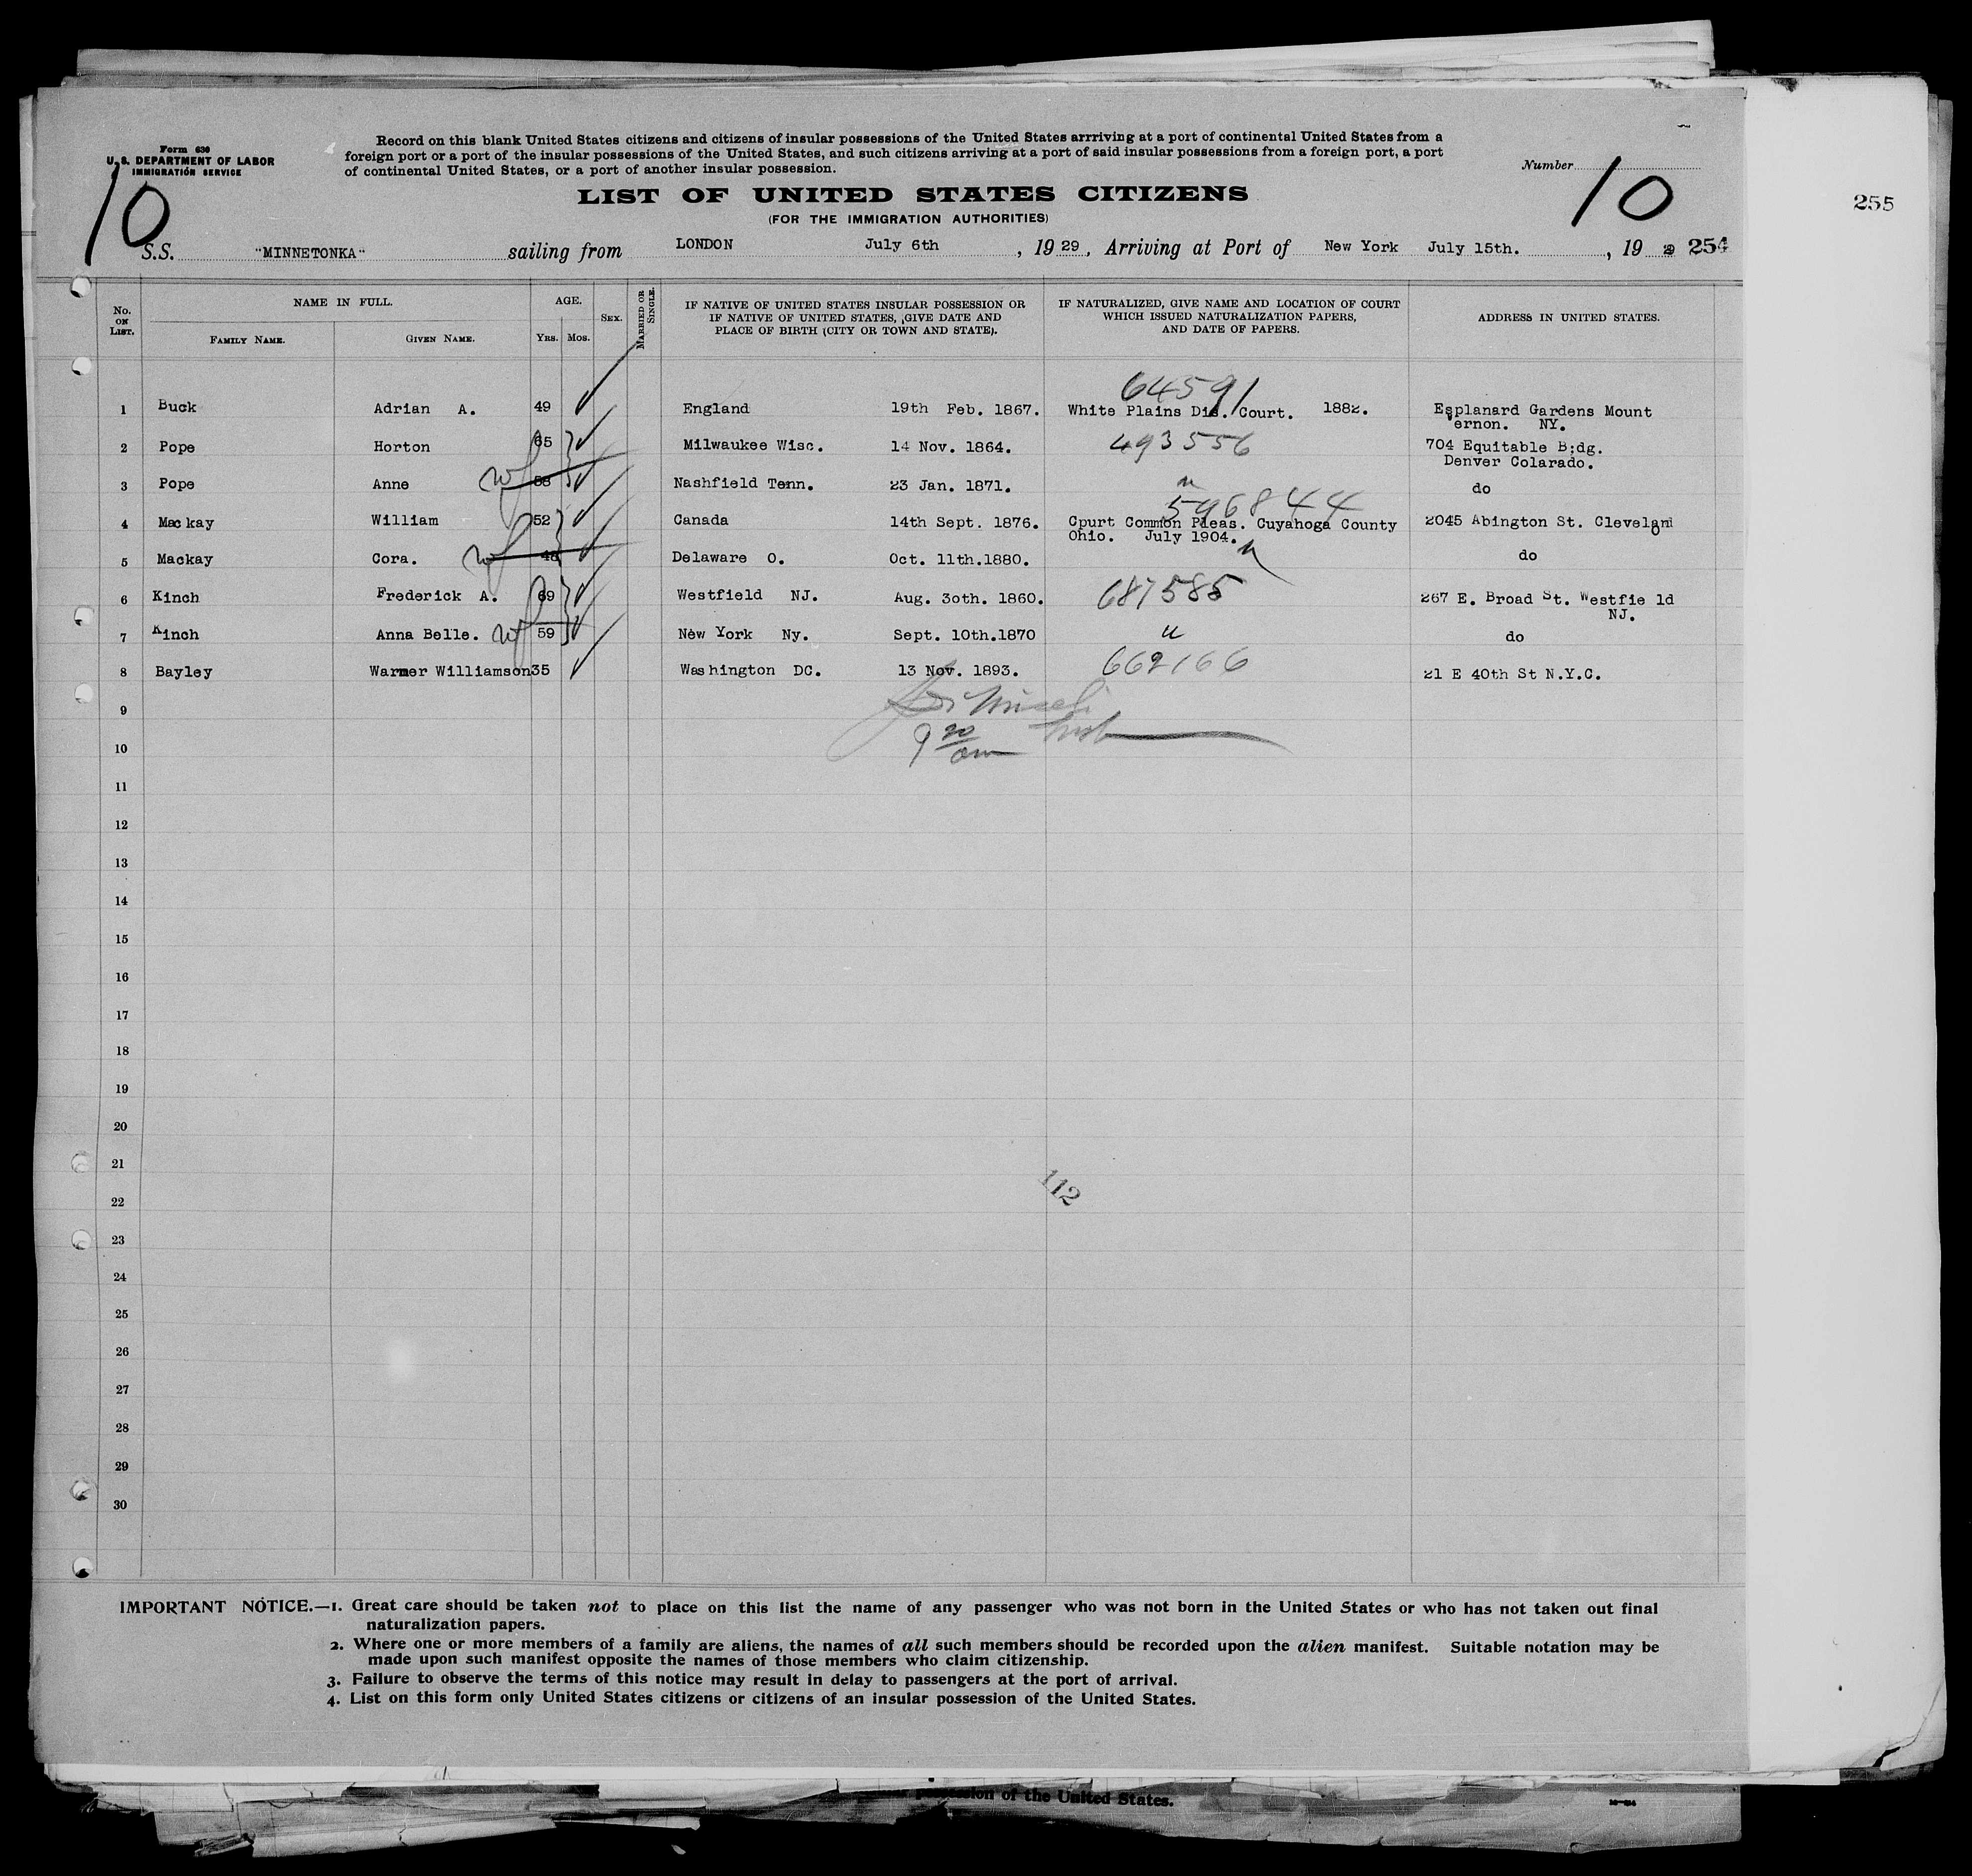 Form 630
U. S. DEPARTMENT OF LABOR
IMMIGRATION SERVICE
Record on this blank United States citizens and citizens of insular possessions of the United States arrriving at a port of continental United States from a
foreign port or a port of the insular possessions of the United States, and such citizens arriving at a port of said insular possessions from a foreign port, a port
of continental United States, or a port of another insular possession.
Number 10
10
255
LIST OF UNITED STATES CITIZENS
(FOR THE IMMIGRATION AUTHORITIES)
S.S. "MINNETONKA" sailing from LONDON July 6th , 19 29 , Arriving at Port of New York July 15th. , 19 254
No. ON LIST. NAME IN FULL. AGE. SEX. MARRIED OR SINGLE. IF NATIVE OF UNITED STATES INSULAR POSSESSION OR IF NATIVE OF UNITED STATES, GIVE DATE AND PLACE OF BIRTH (CITY OR TOWN AND STATE). IF NATURALIZED, GIVE NAME AND LOCATION OF COURT WHICH ISSUED NATURALIZATION PAPERS, AND DATE OF PAPERS. ADDRESS IN UNITED STATES.
FAMILY NAME. GIVEN NAME. YRS. MOS.
64591
1 Buck Adrian A. 49 England 19th Feb. 1867. White Plains Dis. Court. 1882. Esplanard Gardens Mount
ernon. NY.
2 Pope Horton 65 Milwaukee Wisc. 14 Nov. 1864. 493556 704 Equitable B;dg.
Denver Colarado.
3 Pope Anne wf 58 Nashfield Tenn. 23 Jan. 1871. " do
596844
4 Mackay William 52 Canada 14th Sept. 1876. Cpurt Common Pleas. Cuyahoga County 2045 Abington St. Cleveland
Ohio. July 1904. O
5 Mackay Cora. wf 48 Delaware O. Oct. 11th.1880. " do
6 Kinch Frederick A. 69 Westfield NJ. Aug. 3oth. 1860. 687585 267 E. Broad St. Westfie ld
NJ.
7 Kinch Anna Belle. wf 59 New York Ny. Sept. 10th.1870 " do
8 Bayley Warmer Williamson 35 Washington DC. 13 Nov. 1893. 662166 21 E 40th St N.Y.C.
9
9 20 am
10
11
12
13
14
15
16
17
18
19
20
21
112
22
23
24
25
26
27
28
29
30
IMPORTANT NOTICE.—1. Great care should be taken not to place on this list the name of any passenger who was not born in the United States or who has not taken out final
naturalization papers.
2. Where one or more members of a family are aliens, the names of all such members should be recorded upon the alien manifest. Suitable notation may be
made upon such manifest opposite the names of those members who claim citizenship.
3. Failure to observe the terms of this notice may result in delay to passengers at the port of arrival.
4. List on this form only United States citizens or citizens of an insular possession of the United States.
of the United States.